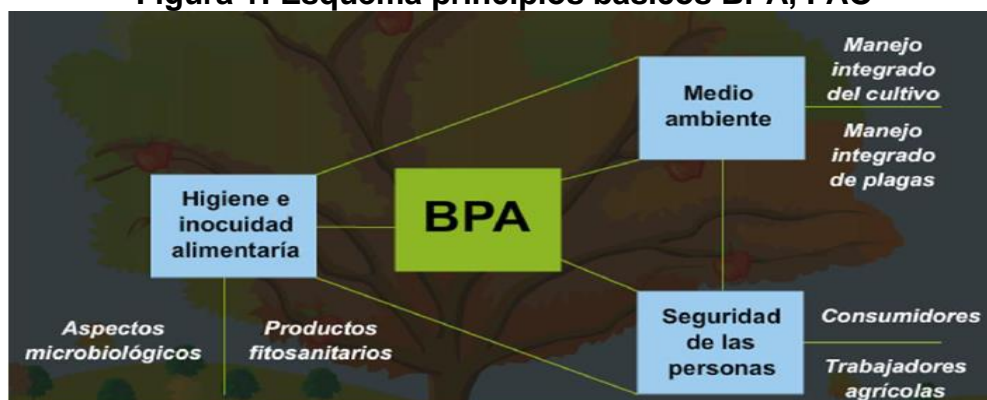 Figura 1. Esquema principios básicos BPA, FAO
Manejo
integrado
del cultivo
Medio
ambiente
Manejo
integrado
de plagas
Higiene e
inocuidad
alimentaría
BPA
Aspectos
microbiológicos
Productos
fitosanitarios
Seguridad
de las
personas
Consumidores
Trabajadores
agrícolas